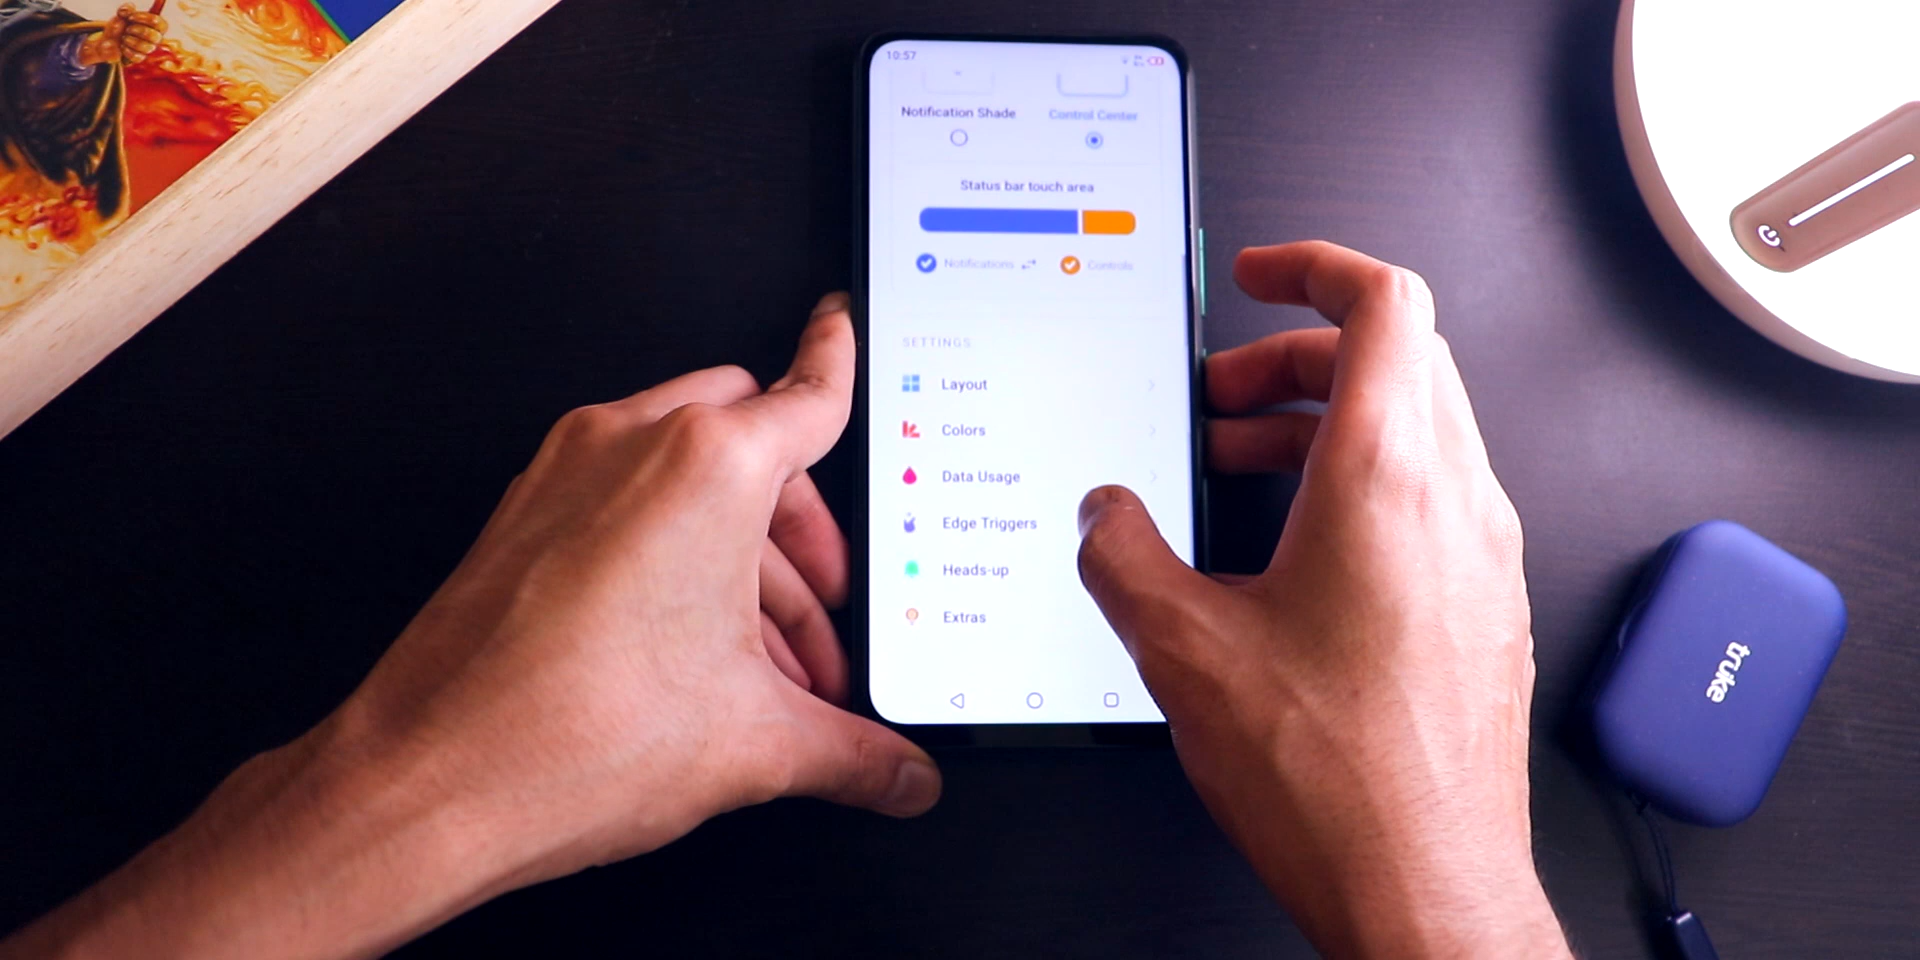 10:57
Notification Shade
Control Center
Status bar touch area
Notifications
Controls
SETTINGS
Layout
Colors
Data Usage
Edge Triggers
Heads-up
Extras
truke